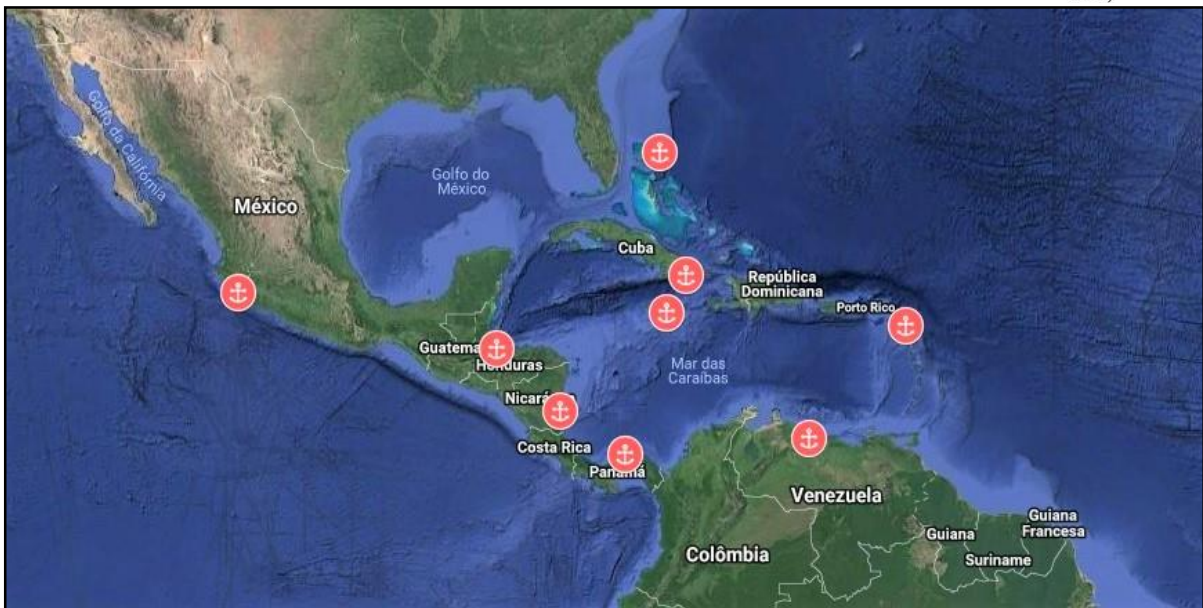 Golfo da Califórnia
Golfo do
México
México
Cuba
República
Dominicana
Porto Rico
Guatema
Honduras
Mar das
Caraíbas
Nicarágua
Costa Rica
Panamá
Venezuela
Colômbia
Guiana
Guiana
Francesa
Suriname